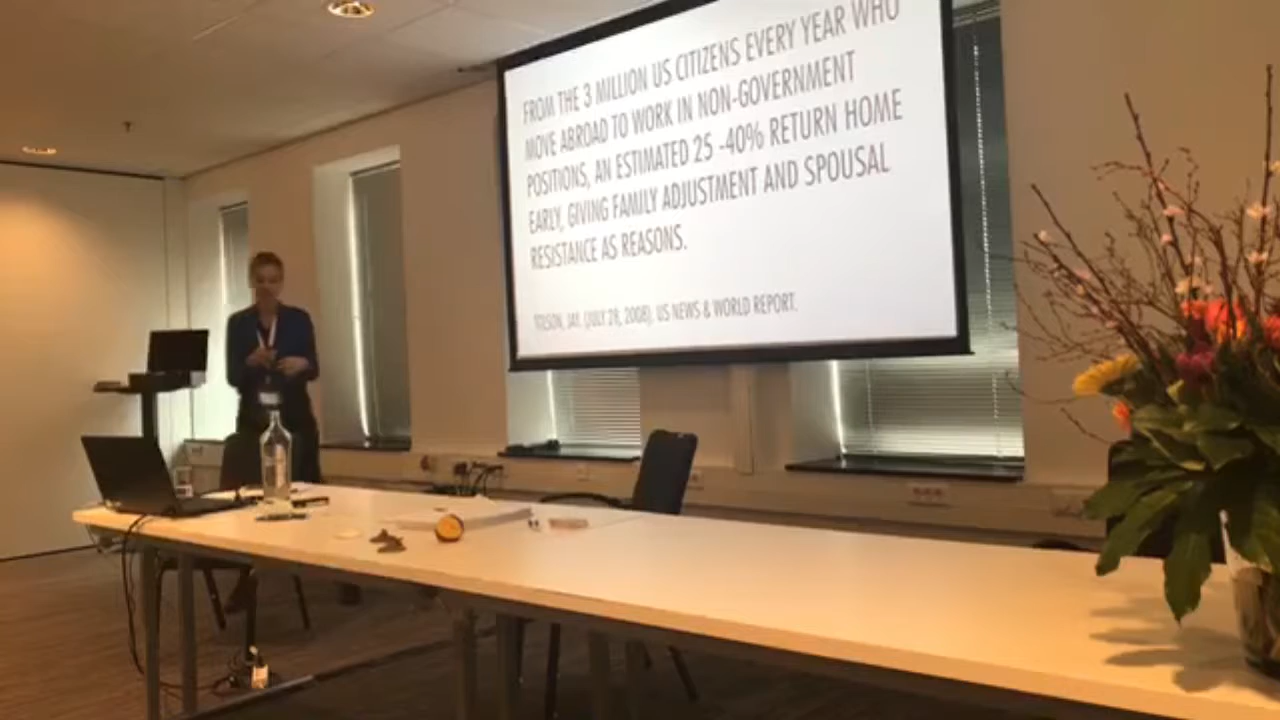 FROM THE 3 MILLION US CITIZENS EVERY YEAR WHO
MOVE ABROAD TO WORK IN NON-GOVERNMENT
POSITIONS, AN ESTIMATED 25 -40% RETURN HOME
EARLY, GIVING FAMILY ADJUSTMENT AND SPOUSAL
RESISTANCE AS REASONS.
JAY. (JULY 28, 2008). US NEWS & WORLD REPORT.